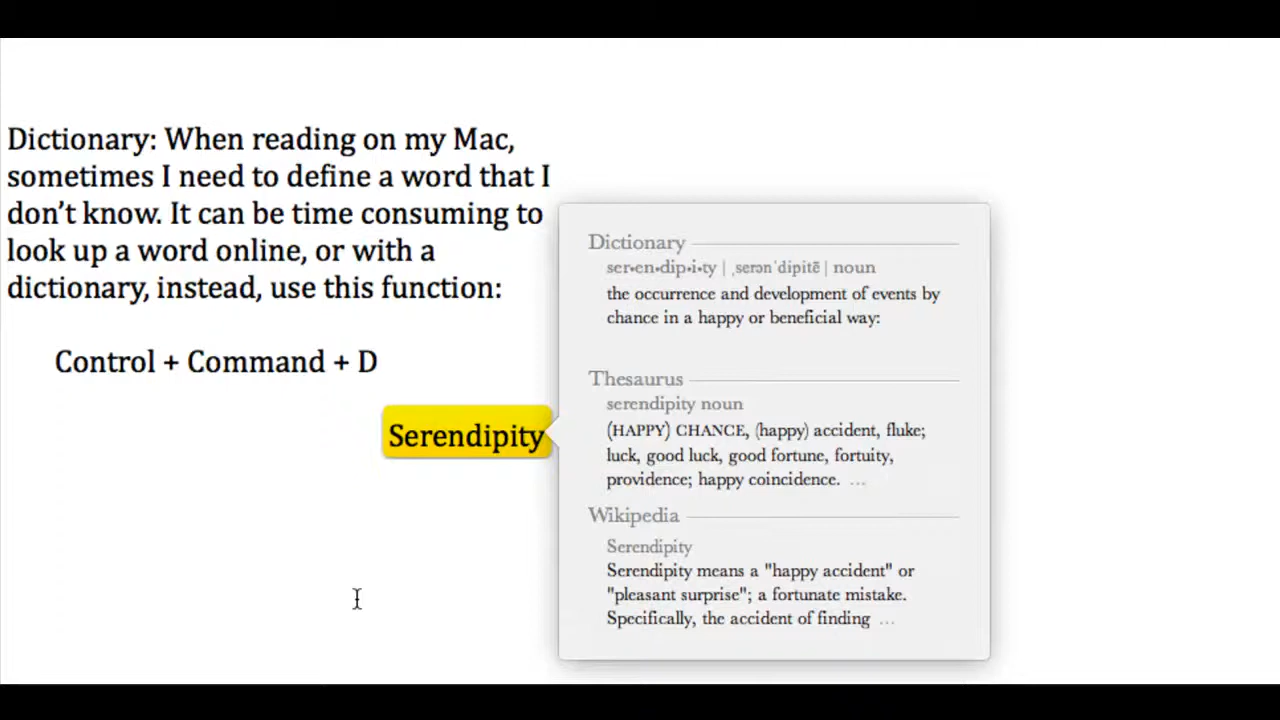 Dictionary: When reading on my Mac,
sometimes I need to define a word that I
don’t know. It can be time consuming to
look up a word online, or with a
dictionary, instead, use this function:
Control + Command + D
Serendipity
Dictionary
ser•en•dip•i•ty | ˌserənˈdipitē | noun
the occurrence and development of events by
chance in a happy or beneficial way:
Thesaurus
serendipity noun
(HAPPY) CHANCE, (happy) accident, fluke;
luck, good luck, good fortune, fortuity,
providence; happy coincidence. ...
Wikipedia
Serendipity
Serendipity means a "happy accident" or
"pleasant surprise"; a fortunate mistake.
Specifically, the accident of finding ...